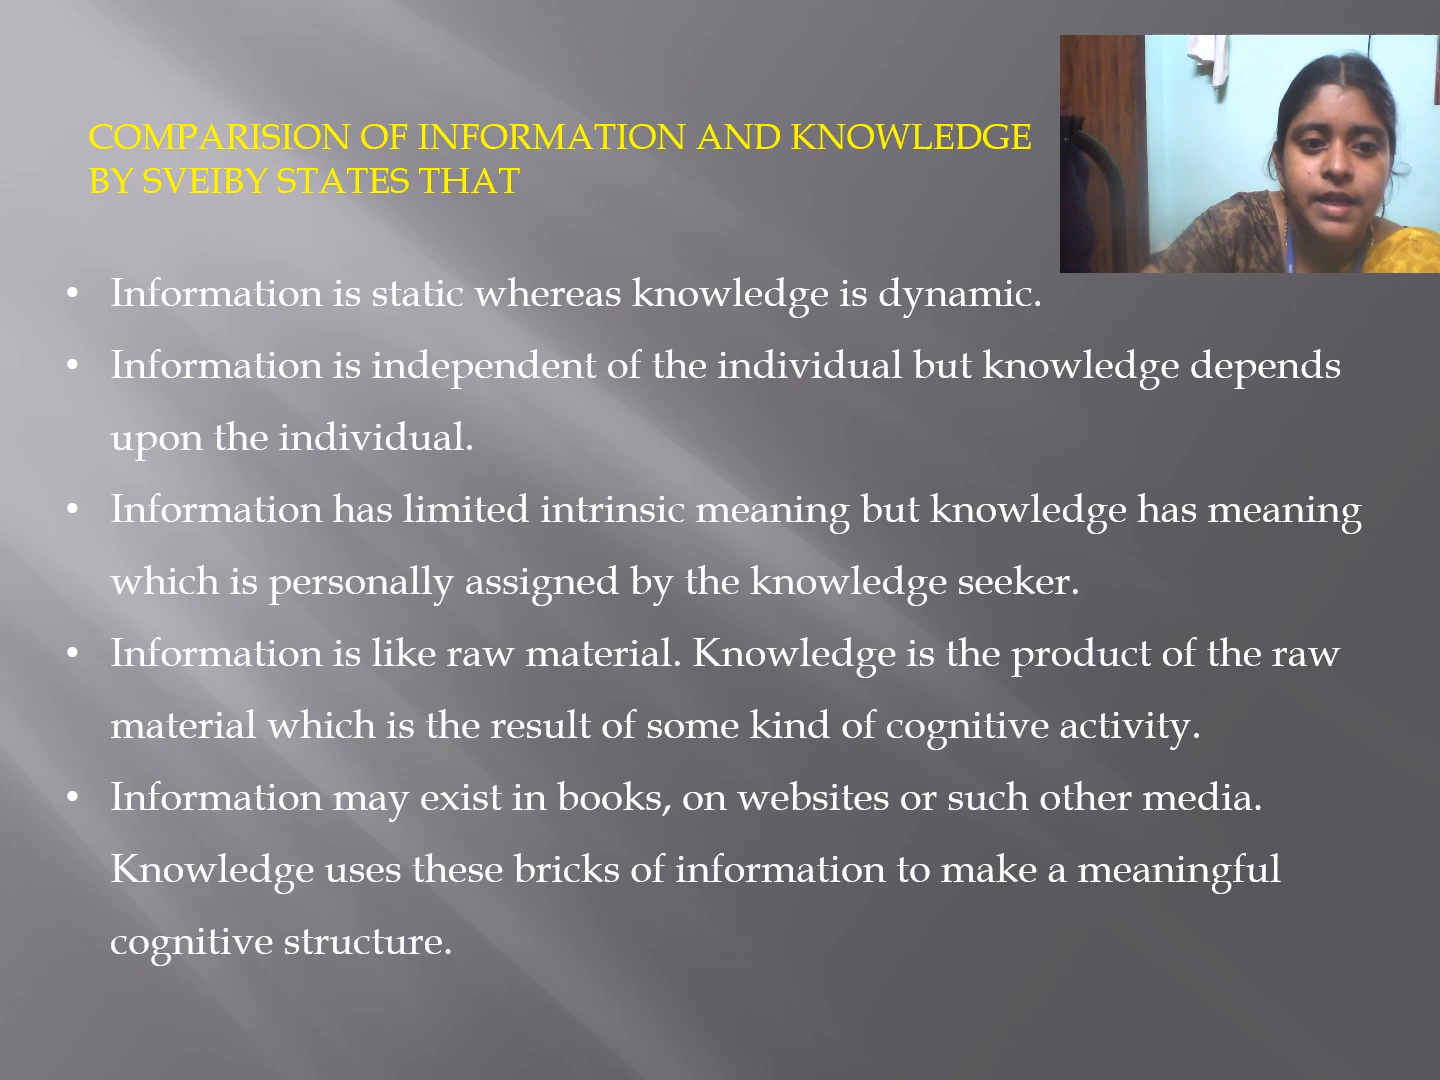 COMPARISION OF INFORMATION AND KNOWLEDGE
BY SVEIBY STATES THAT
• Information is static whereas knowledge is dynamic.
• Information is independent of the individual but knowledge depends
upon the individual.
• Information has limited intrinsic meaning but knowledge has meaning
which is personally assigned by the knowledge seeker.
• Information is like raw material. Knowledge is the product of the raw
material which is the result of some kind of cognitive activity.
• Information may exist in books, on websites or such other media.
Knowledge uses these bricks of information to make a meaningful
cognitive structure.